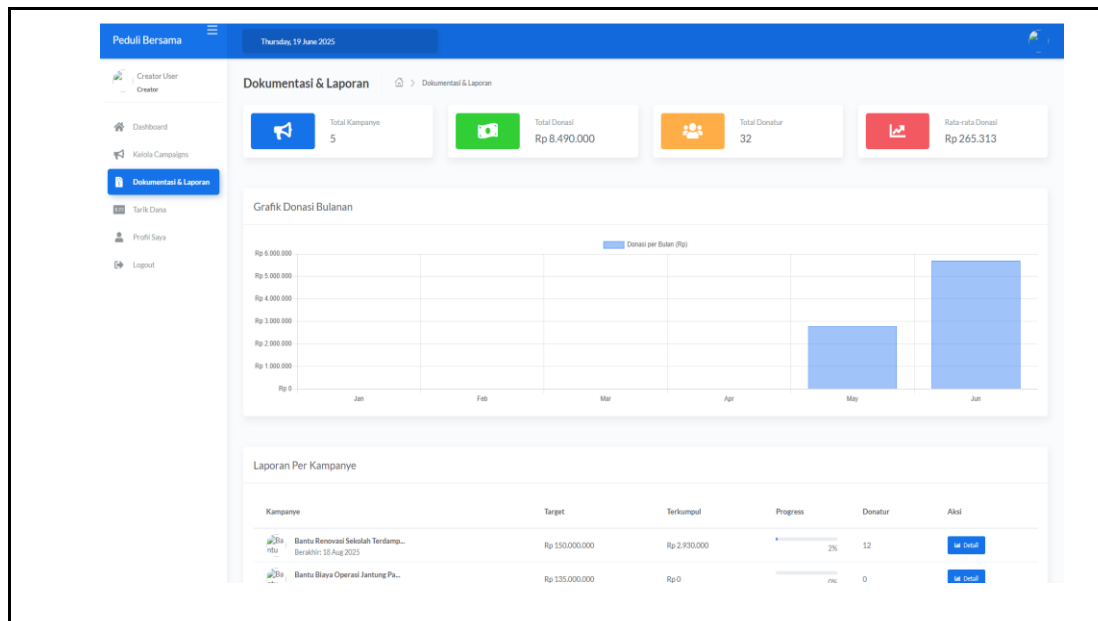 Peduli Bersama
Thursday, 19 June 2025
Creator User
Creator
Dashboard
Kelola Campaigns
Dokumentasi & Laporan
Tarik Dana
Profil Saya
Logout
Dokumentasi & Laporan > Dokumentasi & Laporan
Total Kampanye
5
Total Donasi
Rp 8.490.000
Total Donatur
32
Rata-rata Donasi
Rp 265.313
Grafik Donasi Bulanan
Donasi per Bulan (Rp)
Rp 6.000.000
Rp 5.000.000
Rp 4.000.000
Rp 3.000.000
Rp 2.000.000
Rp 1.000.000
Rp 0
Jan Feb Mar Apr May Jun
Laporan Per Kampanye
Kampanye Target Terkumpul Progress Donatur Aksi
Ba Bantu Renovasi Sekolah Terdamp...
ntu Berakhir: 18 Aug 2025
Rp 150.000.000 Rp 2.930.000 2% 12 Detail
Ba Bantu Biaya Operasi Jantung Pa...
Rp 135.000.000 Rp 0 0% 0 Detail